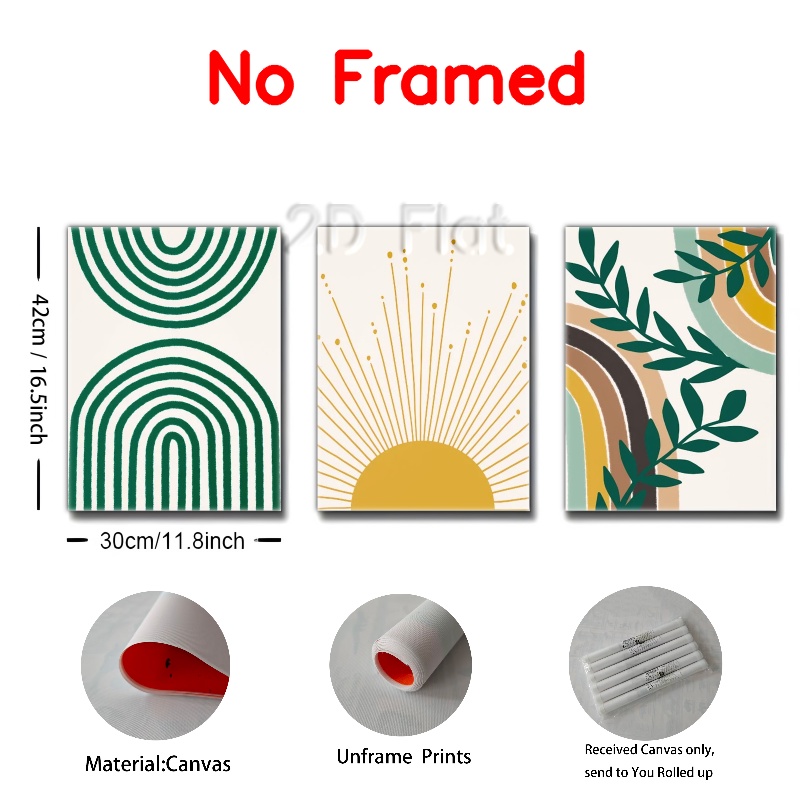 No Framed
2D Flat
42cm / 16.5inch
30cm/11.8inch
Material:Canvas
Unframe Prints
Received Canvas only,
send to You Rolled up